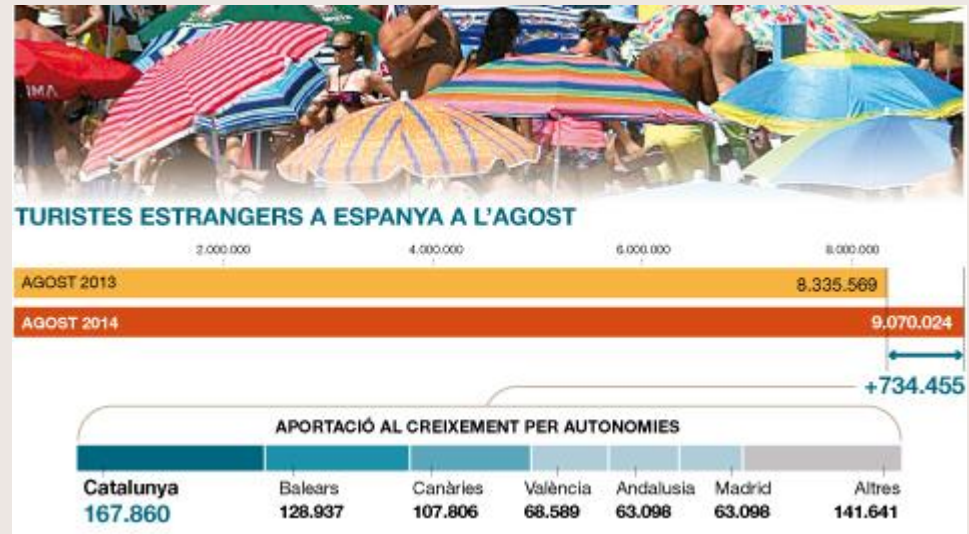 TURISTES ESTRANGERS A ESPANYA A L'AGOST
2.000.000 4.000.000 6.000.000 8.000.000
AGOST 2013 8.335.569
AGOST 2014 9.070.024
+734.455
APORTACIÓ AL CREIXEMENT PER AUTONOMIES
Catalunya Balears Canàries València Andalusia Madrid Altres
167.860 128.937 107.806 68.589 63.098 63.098 141.641